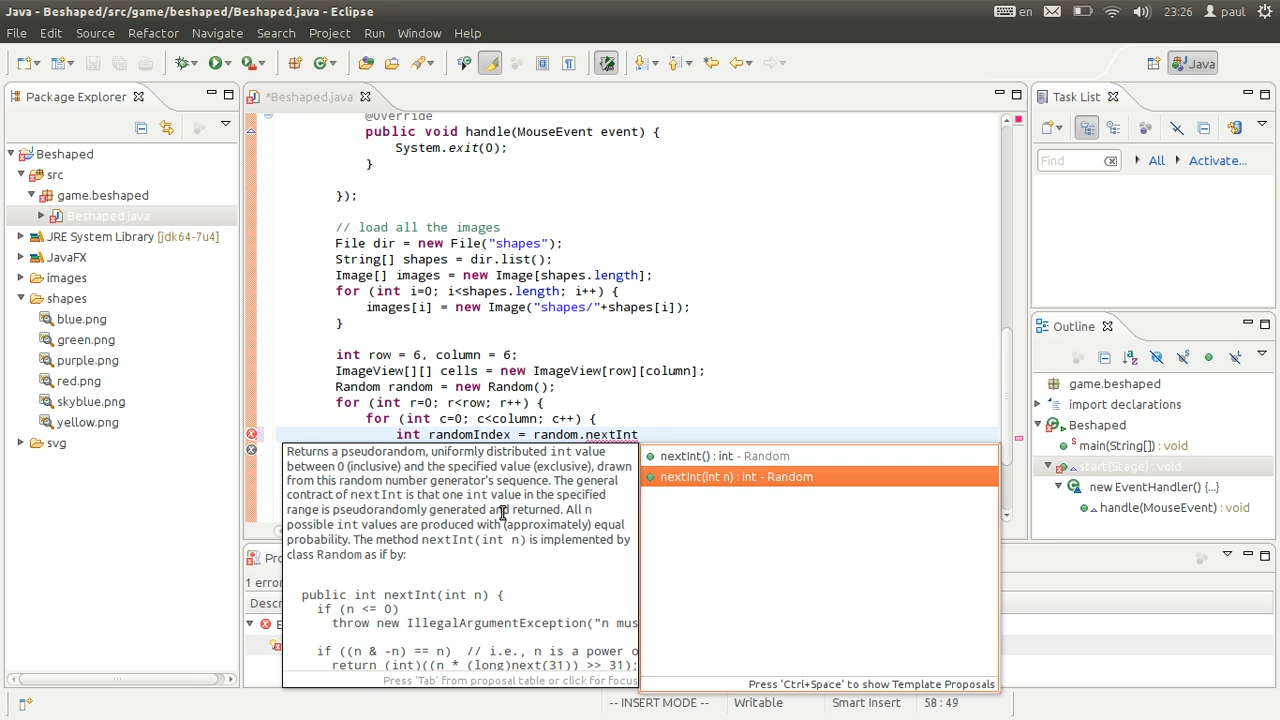 Java - Beshaped/src/game/beshaped/Beshaped.java - Eclipse
en
23:26
paul
File Edit Source Refactor Navigate Search Project Run Window Help
Java
Package Explorer
Beshaped
src
game.beshaped
Beshaped.java
JRE System Library [jdk64-7u4]
JavaFX
images
shapes
blue.png
green.png
purple.png
red.png
skyblue.png
yellow.png
svg
*Beshaped.java
@Override
public void handle(MouseEvent event) {
System.exit(0);
}
});
// load all the images
File dir = new File("shapes");
String[] shapes = dir.list();
Image[] images = new Image[shapes.length];
for (int i=0; i<shapes.length; i++) {
images[i] = new Image("shapes/"+shapes[i]);
}
int row = 6, column = 6;
ImageView[][] cells = new ImageView[row][column];
Random random = new Random();
for (int r=0; r<row; r++) {
for (int c=0; c<column; c++) {
int randomIndex = random.nextInt
Returns a pseudorandom, uniformly distributed int value
between 0 (inclusive) and the specified value (exclusive), drawn
from this random number generator's sequence. The general
contract of nextInt is that one int value in the specified
range is pseudorandomly generated and returned. All n
possible int values are produced with (approximately) equal
probability. The method nextInt(int n) is implemented by
class Random as if by:
public int nextInt(int n) {
if (n <= 0)
throw new IllegalArgumentException("n mus
if ((n & -n) == n) // i.e., n is a power o
return (int)((n * (long)next(31)) >> 31);
Press 'Tab' from proposal table or click for focus
nextInt() : int - Random
nextInt(int n) : int - Random
Press 'Ctrl+Space' to show Template Proposals
1 error
Descr
Task List
Find
All
Activate...
Outline
game.beshaped
import declarations
Beshaped
main(String[]) : void
start(Stage) : void
new EventHandler() {...}
handle(MouseEvent) : void
-- INSERT MODE --
Writable
Smart Insert
58 : 49